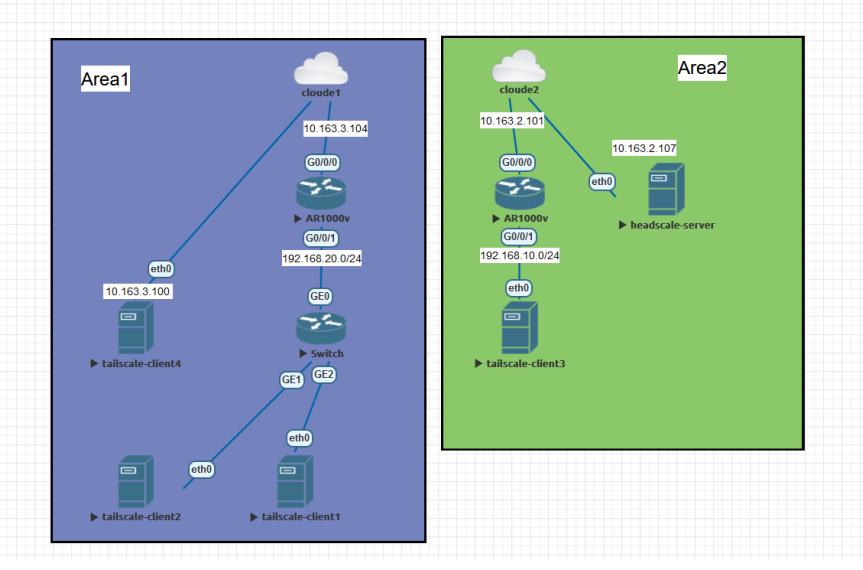 Area1
cloude1
10.163.3.104
G0/0/0
AR1000v
G0/0/1
192.168.20.0/24
eth0
10.163.3.100
GE0
tailscale-client4
Switch
GE1
GE2
eth0
eth0
tailscale-client2
tailscale-client1
Area2
cloude2
10.163.2.101
10.163.2.107
G0/0/0
eth0
AR1000v
headscale-server
G0/0/1
192.168.10.0/24
eth0
tailscale-client3